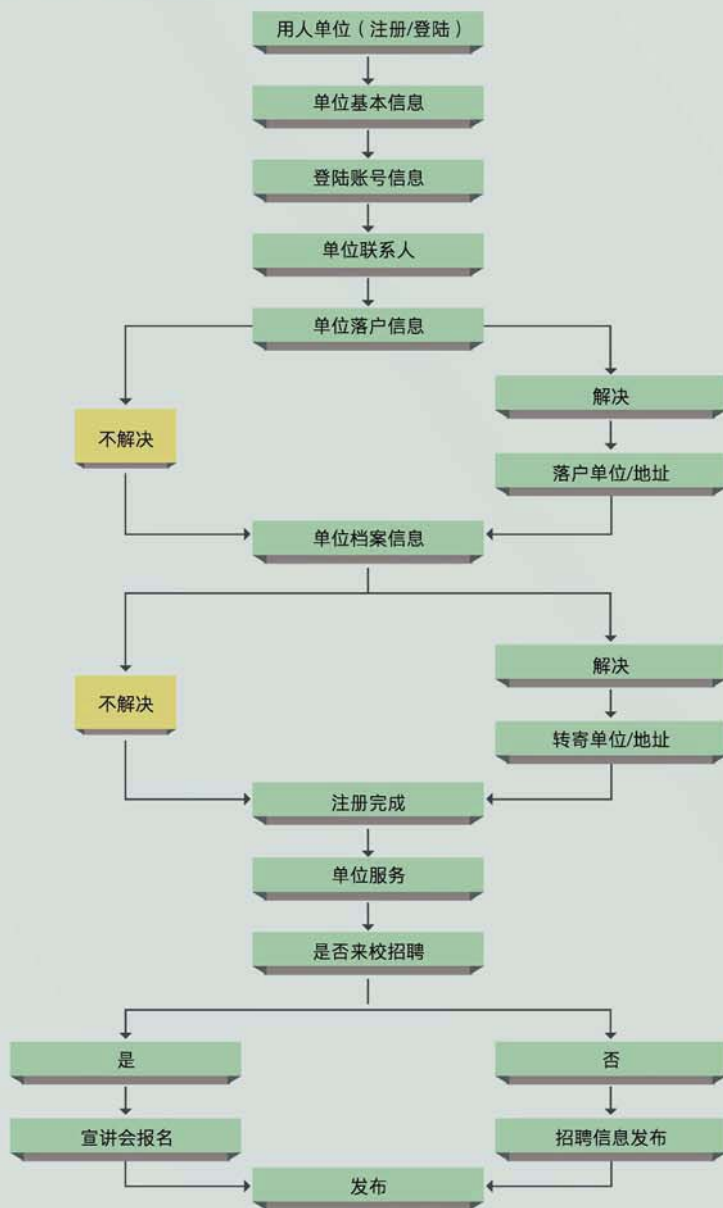 用人单位（注册/登陆）
单位基本信息
登陆账号信息
单位联系人
单位落户信息
解决
不解决
落户单位/地址
单位档案信息
解决
不解决
转寄单位/地址
注册完成
单位服务
是否来校招聘
是
否
宣讲会报名
招聘信息发布
发布